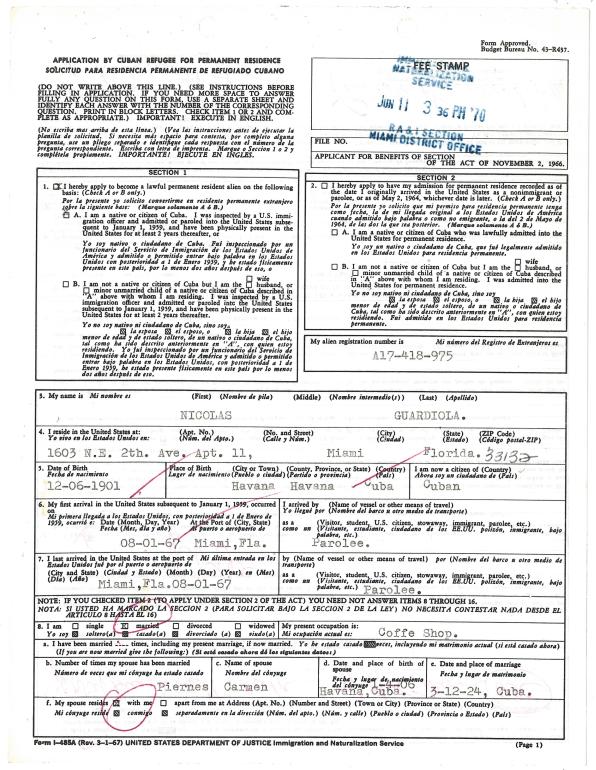 Form Approved.
Budget Bureau No. 43-R437.
APPLICATION BY CUBAN REFUGEE FOR PERMANENT RESIDENCE
SOLICITUD PARA RESIDENCIA PERMANENTE DE REFUGIADO CUBANO
(DO NOT WRITE ABOVE THIS LINE.) (SEE INSTRUCTIONS BEFORE
FILLING IN APPLICATION. IF YOU NEED MORE SPACE TO ANSWER
FULLY ANY QUESTION ON THIS FORM, USE A SEPARATE SHEET AND
IDENTIFY EACH ANSWER WITH THE NUMBER OF THE CORRESPONDING
QUESTION. PRINT IN BLOCK LETTERS. CHECK ITEM 1 OR 2 AND COM-
PLETE AS APPROPRIATE.) IMPORTANT! EXECUTE IN ENGLISH.
(No escriba mas arriba de esta linea.) (Vea las instrucciones antes de ejecutar la
planilla de solicitud. Si necesita más espacio para contestar, por completo alguna
pregunta, use un pliego separado e identifique cada respuesta con el número de la
pregunta correspondiente. Escriba con letra de imprenta. Marque o Seccion 1 o 2 y
complétela propiamente. IMPORTANTE! EJECUTE EN INGLES.
FEE STAMP
NATURALIZATION
SERVICE
JUN 11 3 36 PM '70
R A & I SECTION
MIAMI DISTRICT OFFICE
FILE NO.
APPLICANT FOR BENEFITS OF SECTION
OF THE ACT OF NOVEMBER 2, 1966.
SECTION 1
1. I hereby apply to become a lawful permanent resident alien on the following
basis: (Check A or B only.)
Por la presente yo solicito convertirme en residente permanente extranjero
sobre la siguiente base: (Marque solamente A o B.)
A. I am a native or citizen of Cuba. I was inspected by a U.S. immi-
gration officer and admitted or paroled into the United States subse-
quent to January 1, 1959, and have been physically present in the
United States for at least 2 years thereafter, or
Yo soy nativo o ciudadano de Cuba. Fui inspeccionado por un
funcionario del Servicio de Inmigración de los Estados Unidos de
América y admitido o permitido entrar bajo palabra en los Estados
Unidos con posterioridad a 1 de Enero 1959, y he estado físicamente
presente en este país, por lo menos dos años después de eso, o
B. I am not a native or citizen of Cuba but I am the wife
husband, or
minor unmarried child of a native or citizen of Cuba described in
"A" above with whom I am residing. I was inspected by a U.S.
immigration officer and admitted or paroled into the United States
subsequent to January 1, 1959, and have been physically present in the
United States for at least 2 years thereafter.
Yo no soy nativo ni ciudadano de Cuba, pero soy
la esposa el esposo, o la hija el hijo
menor de edad y de estado soltero, de un nativo o ciudadano de Cuba,
tal como ha sido descrito anteriormente en "A", con quien estoy
residiendo. Yo fuí inspeccionado por un funcionario del Servicio de
Inmigración de los Estados Unidos de América y admitido o permitido
entrar bajo palabra en los Estados Unidos con posterioridad a 1 de
Enero 1959, y he estado físicamente presente en este país por lo menos
dos años después de eso.
SECTION 2
2. I hereby apply to have my admission for permanent residence recorded as of
the date I originally arrived in the United States as a nonimmigrant or
parolee, or as of May 2, 1964, whichever date is later. (Check A or B only.)
Por la presente yo solicito que mi permiso para residencia permanente tenga
como fecha, la de mi llegada original a los Estados Unidos de América
cuando admitido bajo palabra o como no emigrante, o la del 2 de Mayo
de 1964, de las dos la que sea posterior. (Marque solamente A o B.)
A. I am a native or citizen of Cuba who was lawfully admitted to
the United States for permanent residence.
Yo soy nativo o ciudadano de Cuba, que fué legalmente admitido
en los Estados Unidos para residencia permanente.
B. I am not a native or citizen of Cuba but I am the wife
husband, or
minor unmarried child of a native or citizen of Cuba described
in "A" above with whom I am residing. I was admitted to the
United States for permanent residence.
Yo no soy nativo ni ciudadano de Cuba, sino soy
la esposa el esposo, o la hija el hijo
menor de edad y de estado soltero, de un nativo o ciudadano de Cuba,
tal como ha sido descrito anteriormente en "A", con quien estoy
residiendo. Fui admitido en los Estados Unidos para residencia
permanente.
My alien registration number is Mi número del Registro de Extranjeros es
A17-418-975
3. My name is Mi nombre es (First) (Nombre de pila) (Middle) (Nombre intermedio(s)) (Last) (Apellido)
NICOLAS GUARDIOLA.
4. I reside in the United States at: (Apt. No.) (No. and Street) (City) (State) (ZIP Code)
Yo vivo en los Estados Unidos en: (Núm. del Apto.) (Calle y Núm.) (Ciudad) (Estado) (Código postal-ZIP)
1603 N.E. 2th. Ave. Apt. 11, Miami Florida. 33132
5. Date of Birth Place of Birth (City or Town) (County, Province, or State) (Country) I am now a citizen of (Country)
Fecha de nacimiento Lugar de nacimiento (Pueblo o ciudad) (Partido o provincia) (País) Ahora soy ciudadano de (País)
12-06-1901 Havana Havana Cuba Cuban
6. My first arrival in the United States subsequent to January 1, 1959, occurred
on
Mi primera llegada a los Estados Unidos, con posterioridad a 1 de Enero de
1959, ocurrió e: Date (Month, Day, Year) At the Port of (City, State)
Fecha (Mes, día y año) Al puerto o aeropuerto de
08-01-67 Miami, Fla.
I arrived by (Name of vessel or other means of travel)
Yo llegué por (Nombre del barco u otro medio de transporte)
as a (Visitor, student, U.S. citizen, stowaway, immigrant, parolee, etc.)
como un (Visitante, estudiante, ciudadano de los EE.UU. polizón, inmigrante, bajo
palabra, etc.)
Parolee.
7. I last arrived in the United States at the port of Mi última entrada en los
Estados Unidos fué por el puerto o aeropuerto de
(City and State) (Ciudad y Estado) on (Month) (Day) (Year) en (Mes)
(Día) (Año)
Miami,Fla. 08-01-67
by (Name of vessel or other means of travel) por (Nombre del barco u otro medio de
transporte)
as a (Visitor, student, U.S. citizen, stowaway, immigrant, parolee, etc.)
como un (Visitante, estudiante, ciudadano de los EE.UU., polizón, inmigrante, bajo
palabra, etc.)
Parolee.
NOTE: IF YOU CHECKED ITEM 2 (TO APPLY UNDER SECTION 2 OF THE ACT) YOU NEED NOT ANSWER ITEMS 8 THROUGH 16.
NOTA: SI USTED HA MARCADO LA SECCION 2 (PARA SOLICITAR BAJO LA SECCION 2 DE LA LEY) NO NECESITA CONTESTAR NADA DESDE EL
ARTICULO 8 HASTA EL 16)
8. I am single married divorced widowed My present occupation is:
Yo soy soltero(a) casado(a) divorciado (a) viudo(a) Mi ocupación actual es: Coffe Shop.
a. I have been married times, including my present marriage, if now married. Yo he estado casado veces, incluyendo mi matrimonio actual (si está casado ahora)
(If you are now married give the following:) (Si está casado ahora dé los siguientes datos:)
b. Number of times my spouse has been married
Número de veces que mi cónyuge ha estado casado
c. Name of spouse
Nombre del cónyuge
d. Date and place of birth of
spouse
Fecha y lugar de nacimiento
del cónyuge
e. Date and place of marriage
Fecha y lugar de matrimonio
Piernes Carmen Havana,Cuba. 3-12-24, Cuba.
f. My spouse resides with me apart from me at Address (Apt. No.) (Number and Street) (Town or City) (Province or State) (Country)
Mi cónyuge reside conmigo separadamente en la dirección (Núm. del apto.) (Núm. y calle) (Pueblo o ciudad) (Provincia o Estado) (País)
Form I-485A (Rev. 3-1-67) UNITED STATES DEPARTMENT OF JUSTICE Immigration and Naturalization Service (Page 1)